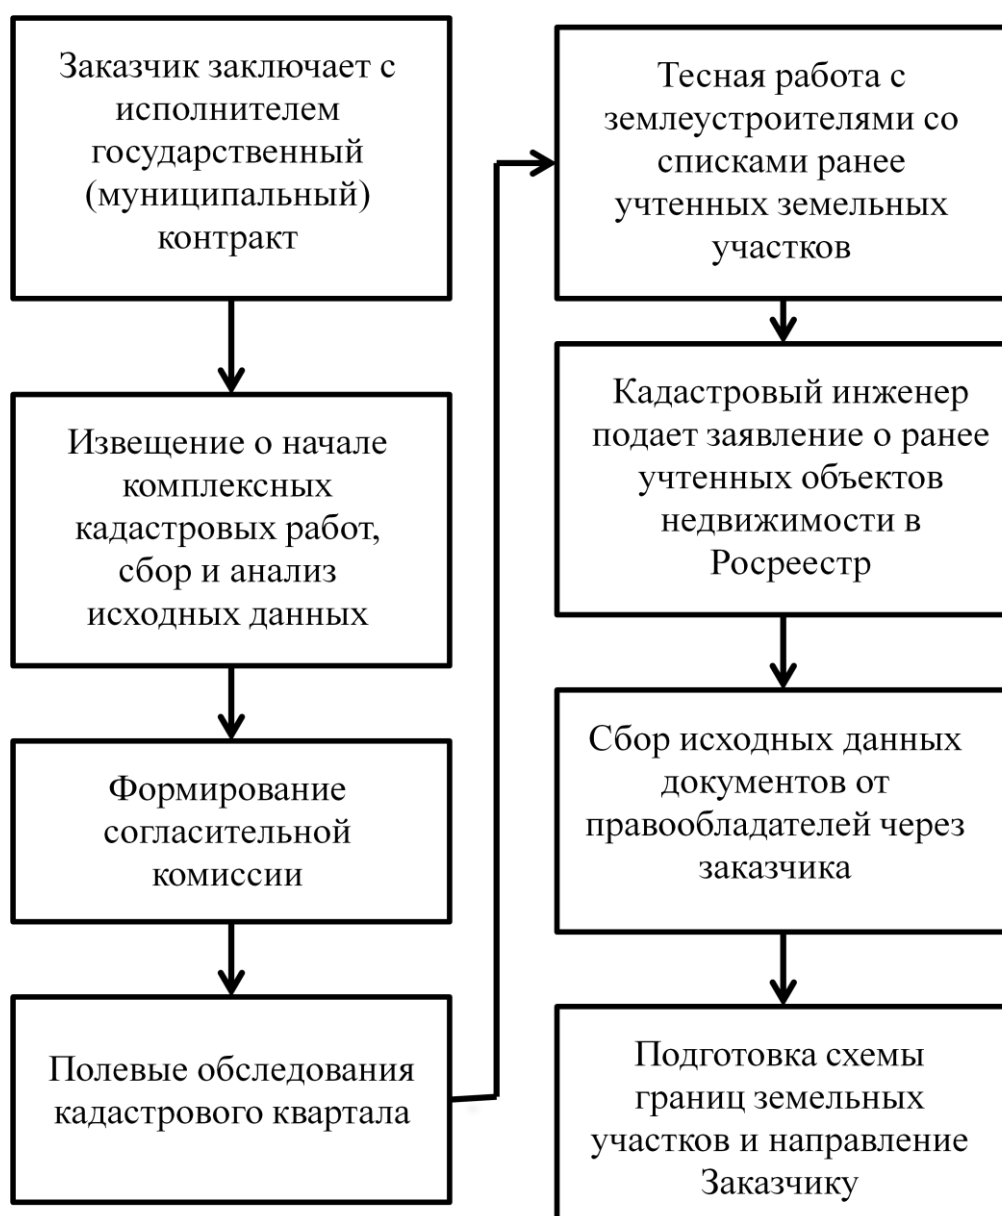 Заказчик заключает с
исполнителем
государственный
(муниципальный)
контракт
Извещение о начале
комплексных
кадастровых работ,
сбор и анализ
исходных данных
Формирование
согласительной
комиссии
Полевые обследования
кадастрового квартала
Тесная работа с
землеустроителями со
списками ранее
учтенных земельных
участков
Кадастровый инженер
подает заявление о ранее
учтенных объектов
недвижимости в
Росреестр
Сбор исходных данных
документов от
правообладателей через
заказчика
Подготовка схемы
границ земельных
участков и направление
Заказчику